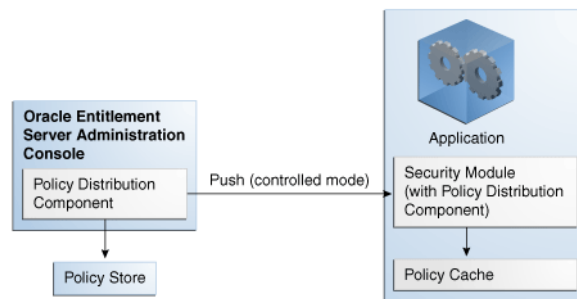 Oracle Entitlement
Server Administration
Console
Policy Distribution
Component
Policy Store
Push (controlled mode)
Application
Security Module
(with Policy Distribution
Component)
Policy Cache